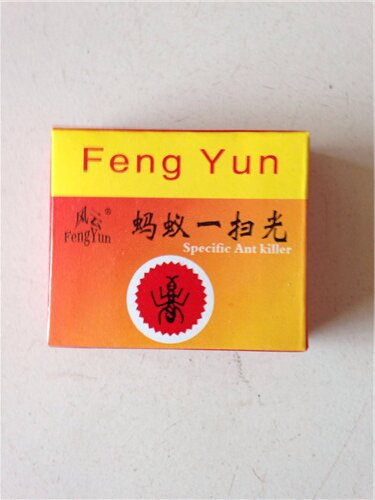 Feng Yun
风云®
FengYun
蚂蚁一扫光
Specific Ant killer